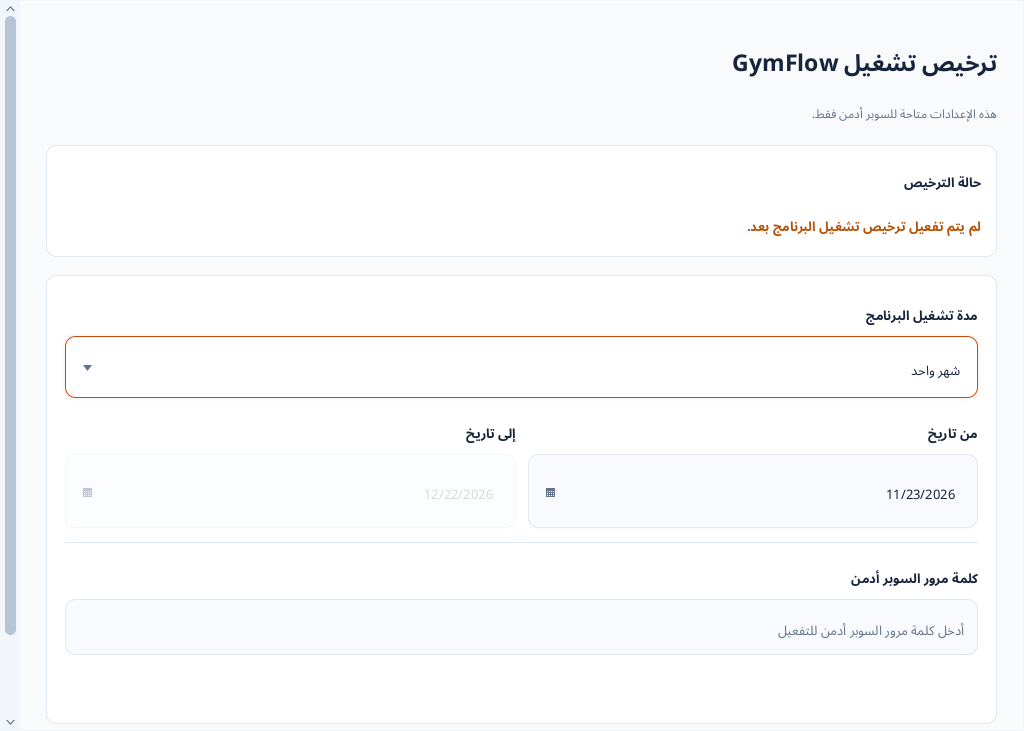 ترخيص تشغيل GymFlow
هذه الإعدادات متاحة للسوبر أدمن فقط.
حالة الترخيص
لم يتم تفعيل ترخيص تشغيل البرنامج بعد.
مدة تشغيل البرنامج
شهر واحد
من تاريخ
إلى تاريخ
11/23/2026
12/22/2026
كلمة مرور السوبر أدمن
أدخل كلمة مرور السوبر أدمن للتفعيل